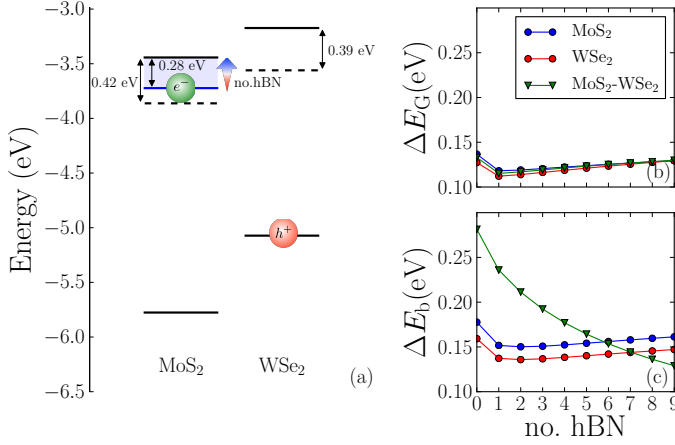 Energy (eV)
−3.0
−3.5
−4.0
−4.5
−5.0
−5.5
−6.0
−6.5
0.42 eV
0.28 eV
e⁻
no.hBN
0.39 eV
h⁺
MoS₂
WSe₂
(a)
ΔE_G(eV)
0.25
0.20
0.15
0.10
MoS₂
WSe₂
MoS₂-WSe₂
(b)
ΔE_b(eV)
0.25
0.20
0.15
0.10
(c)
0 1 2 3 4 5 6 7 8 9
no. hBN